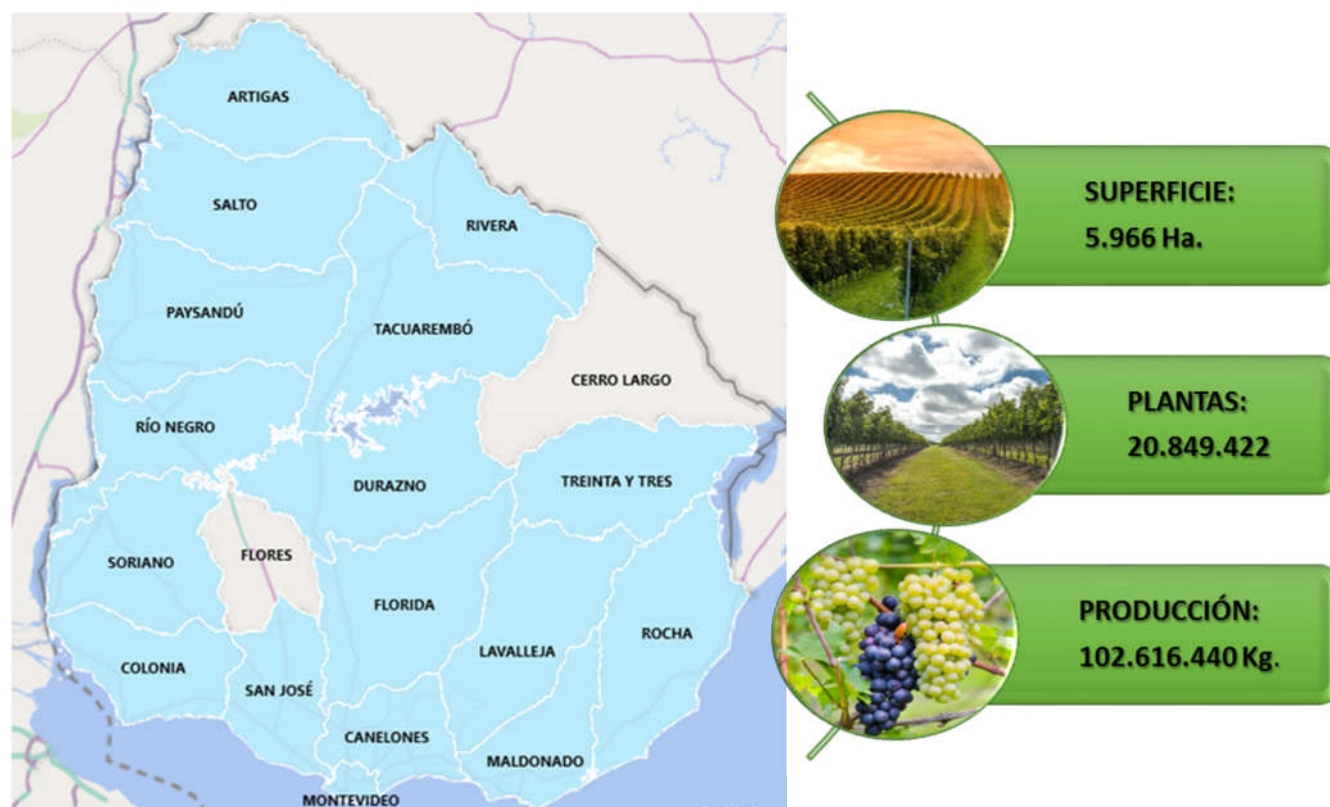 ARTIGAS
SALTO
RIVERA
PAYSANDÚ
TACUAREMBÓ
CERRO LARGO
RÍO NEGRO
DURAZNO
TREINTA Y TRES
SORIANO
FLORES
FLORIDA
ROCHA
COLONIA
LAVALLEJA
SAN JOSÉ
CANELONES
MALDONADO
MONTEVIDEO
SUPERFICIE:
5.966 Ha.
PLANTAS:
20.849.422
PRODUCCIÓN:
102.616.440 Kg.